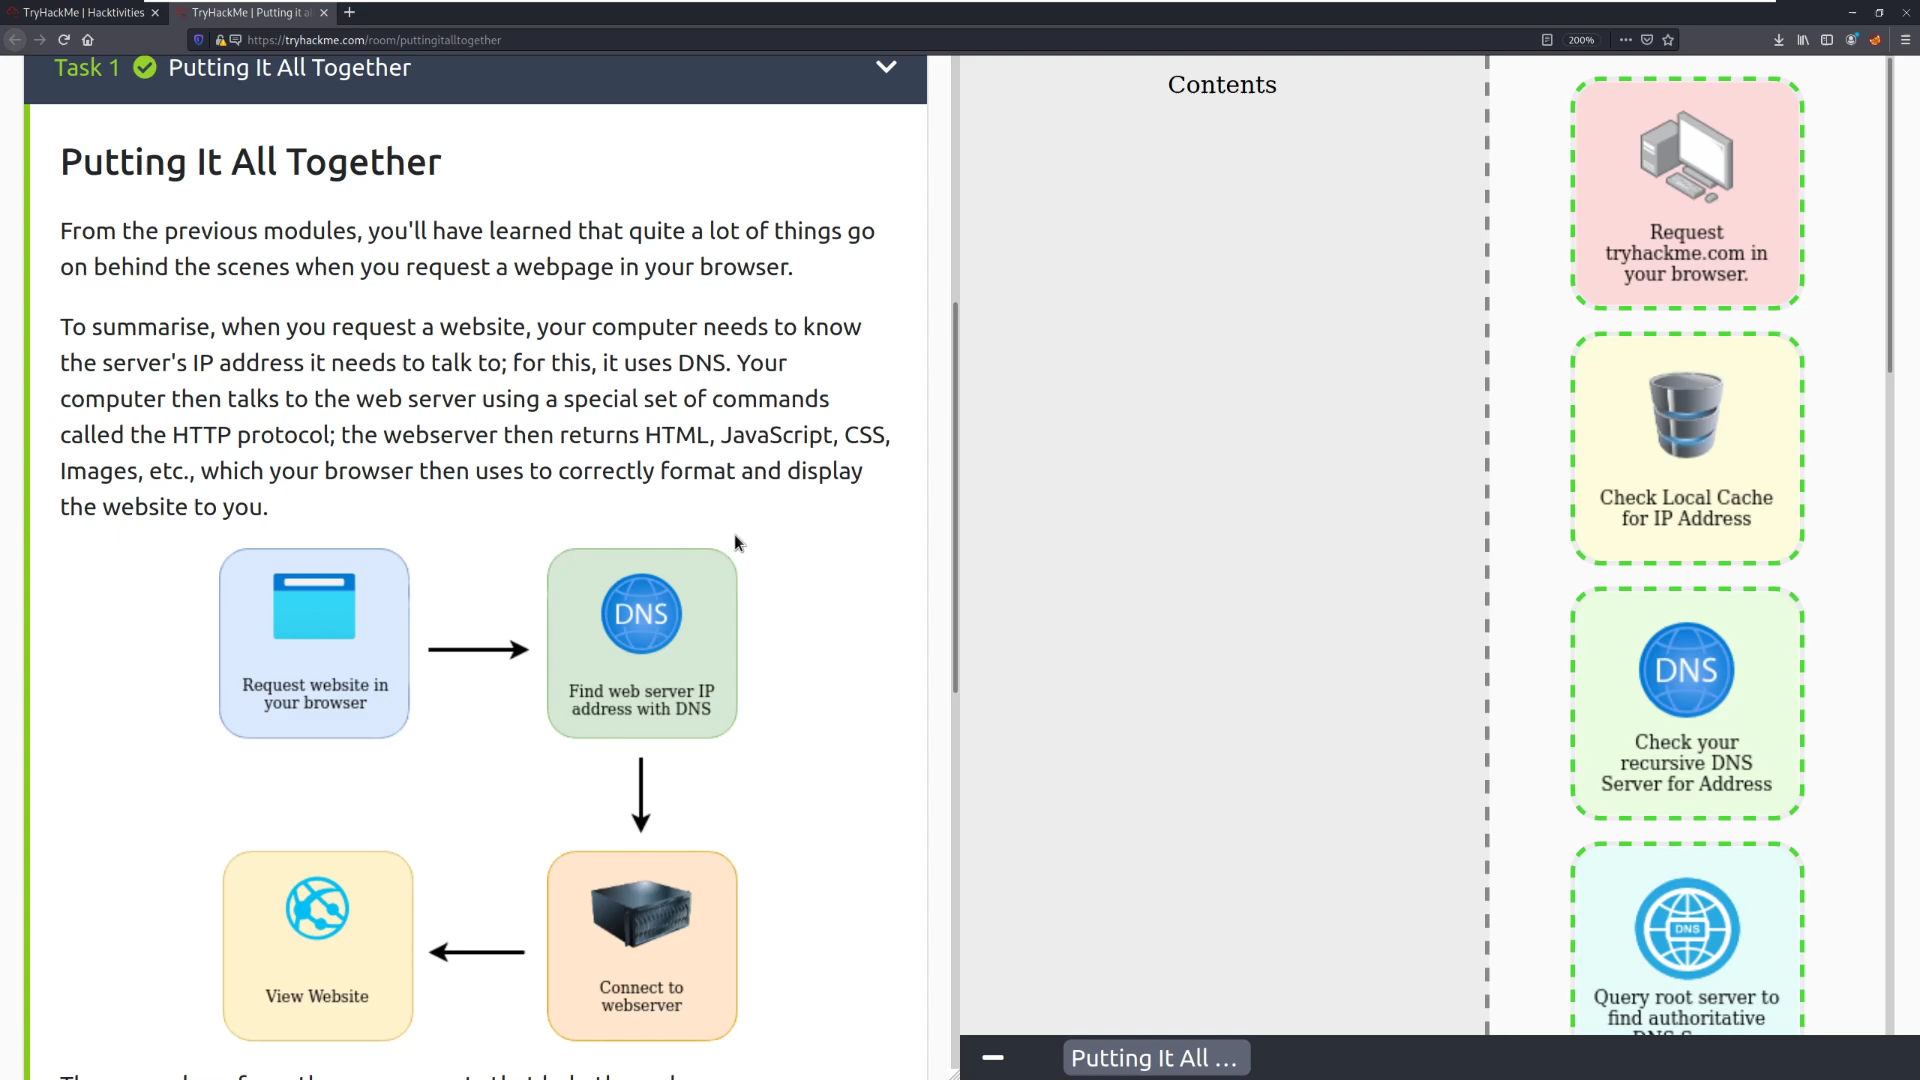 TryHackMe | Hacktivities
TryHackMe | Putting it al
https://tryhackme.com/room/puttingitalltogether
200%
Task 1 Putting It All Together
Putting It All Together
From the previous modules, you'll have learned that quite a lot of things go
on behind the scenes when you request a webpage in your browser.
To summarise, when you request a website, your computer needs to know
the server's IP address it needs to talk to; for this, it uses DNS. Your
computer then talks to the web server using a special set of commands
called the HTTP protocol; the webserver then returns HTML, JavaScript, CSS,
Images, etc., which your browser then uses to correctly format and display
the website to you.
Request website in
your browser
DNS
Find web server IP
address with DNS
View Website
Connect to
webserver
Contents
Request
tryhackme.com in
your browser.
Check Local Cache
for IP Address
DNS
Check your
recursive DNS
Server for Address
DNS
Query root server to
find authoritative
Putting It All ...